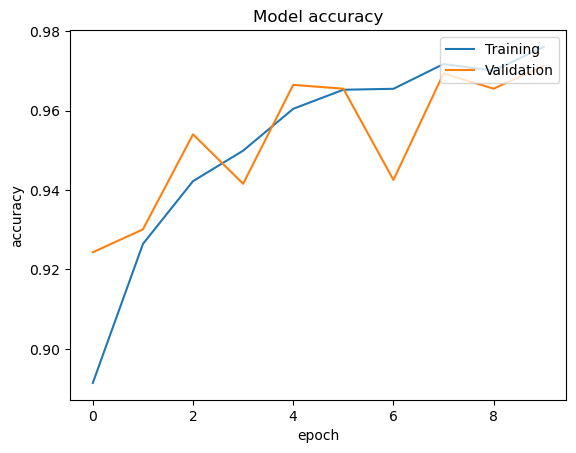 Model accuracy
Training
Validation
0.98
0.96
0.94
0.92
0.90
accuracy
0 2 4 6 8
epoch